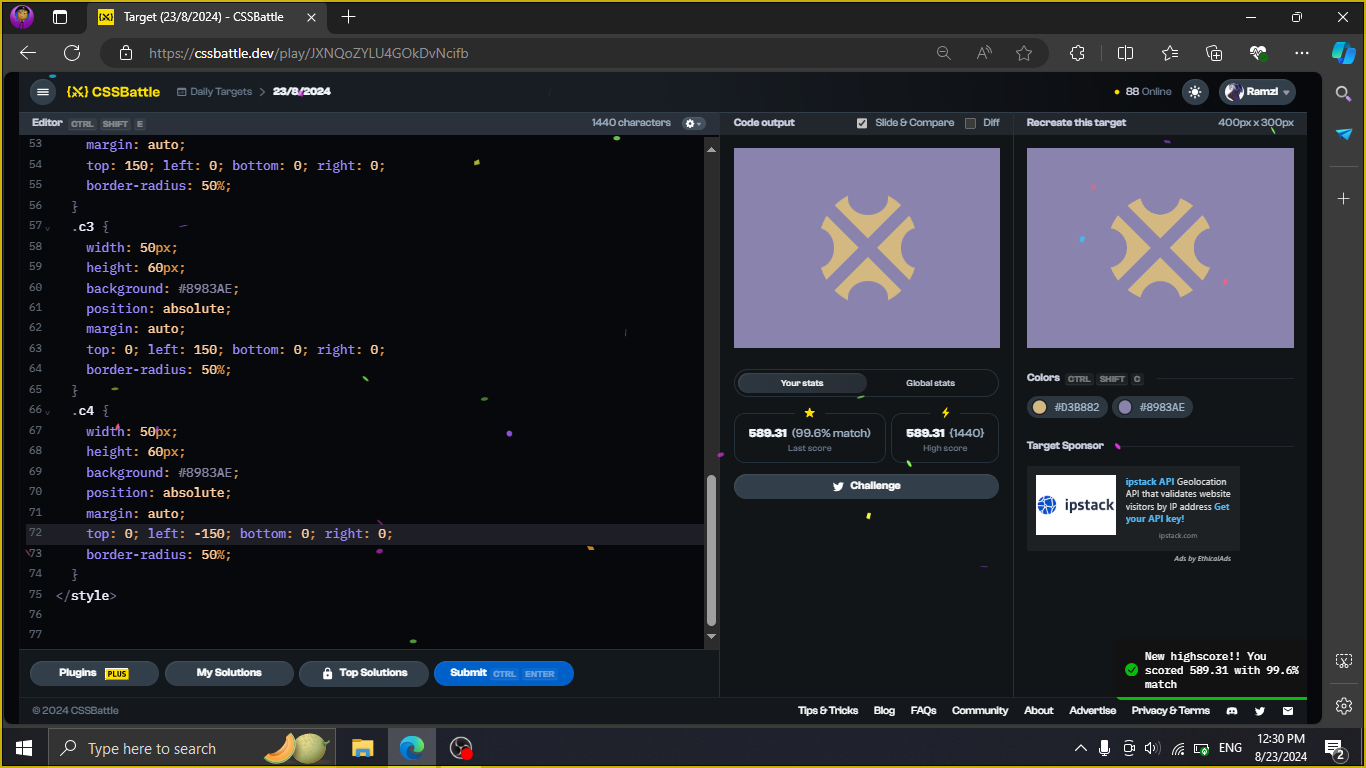 Target (23/8/2024) - CSSBattle
https://cssbattle.dev/play/JXNQoZYLU4GOkDvNcifb
{X} CSSBattle
Daily Targets > 23/8/2024
88 Online
Ramzi
Editor CTRL SHIFT E
1440 characters
Code output
Slide & Compare
Diff
Recreate this target
400px x 300px
53 margin: auto;
54 top: 150; left: 0; bottom: 0; right: 0;
55 border-radius: 50%;
56 }
57 .c3 {
58 width: 50px;
59 height: 60px;
60 background: #8983AE;
61 position: absolute;
62 margin: auto;
63 top: 0; left: 150; bottom: 0; right: 0;
64 border-radius: 50%;
65 }
66 .c4 {
67 width: 50px;
68 height: 60px;
69 background: #8983AE;
70 position: absolute;
71 margin: auto;
72 top: 0; left: -150; bottom: 0; right: 0;
73 border-radius: 50%;
74 }
75 </style>
76
77
Your stats
Global stats
589.31 (99.6% match)
Last score
589.31 {1440}
High score
Challenge
Colors CTRL SHIFT C
#D3B882
#8983AE
Target Sponsor
ipstack
ipstack API Geolocation
API that validates website
visitors by IP address Get
your API key!
ipstack.com
Ads by EthicalAds
New highscore!! You
scored 589.31 with 99.6%
match
Plugins PLUS
My Solutions
Top Solutions
Submit CTRL ENTER
© 2024 CSSBattle
Tips & Tricks
Blog
FAQs
Community
About
Advertise
Privacy & Terms
Type here to search
ENG
12:30 PM
8/23/2024
2